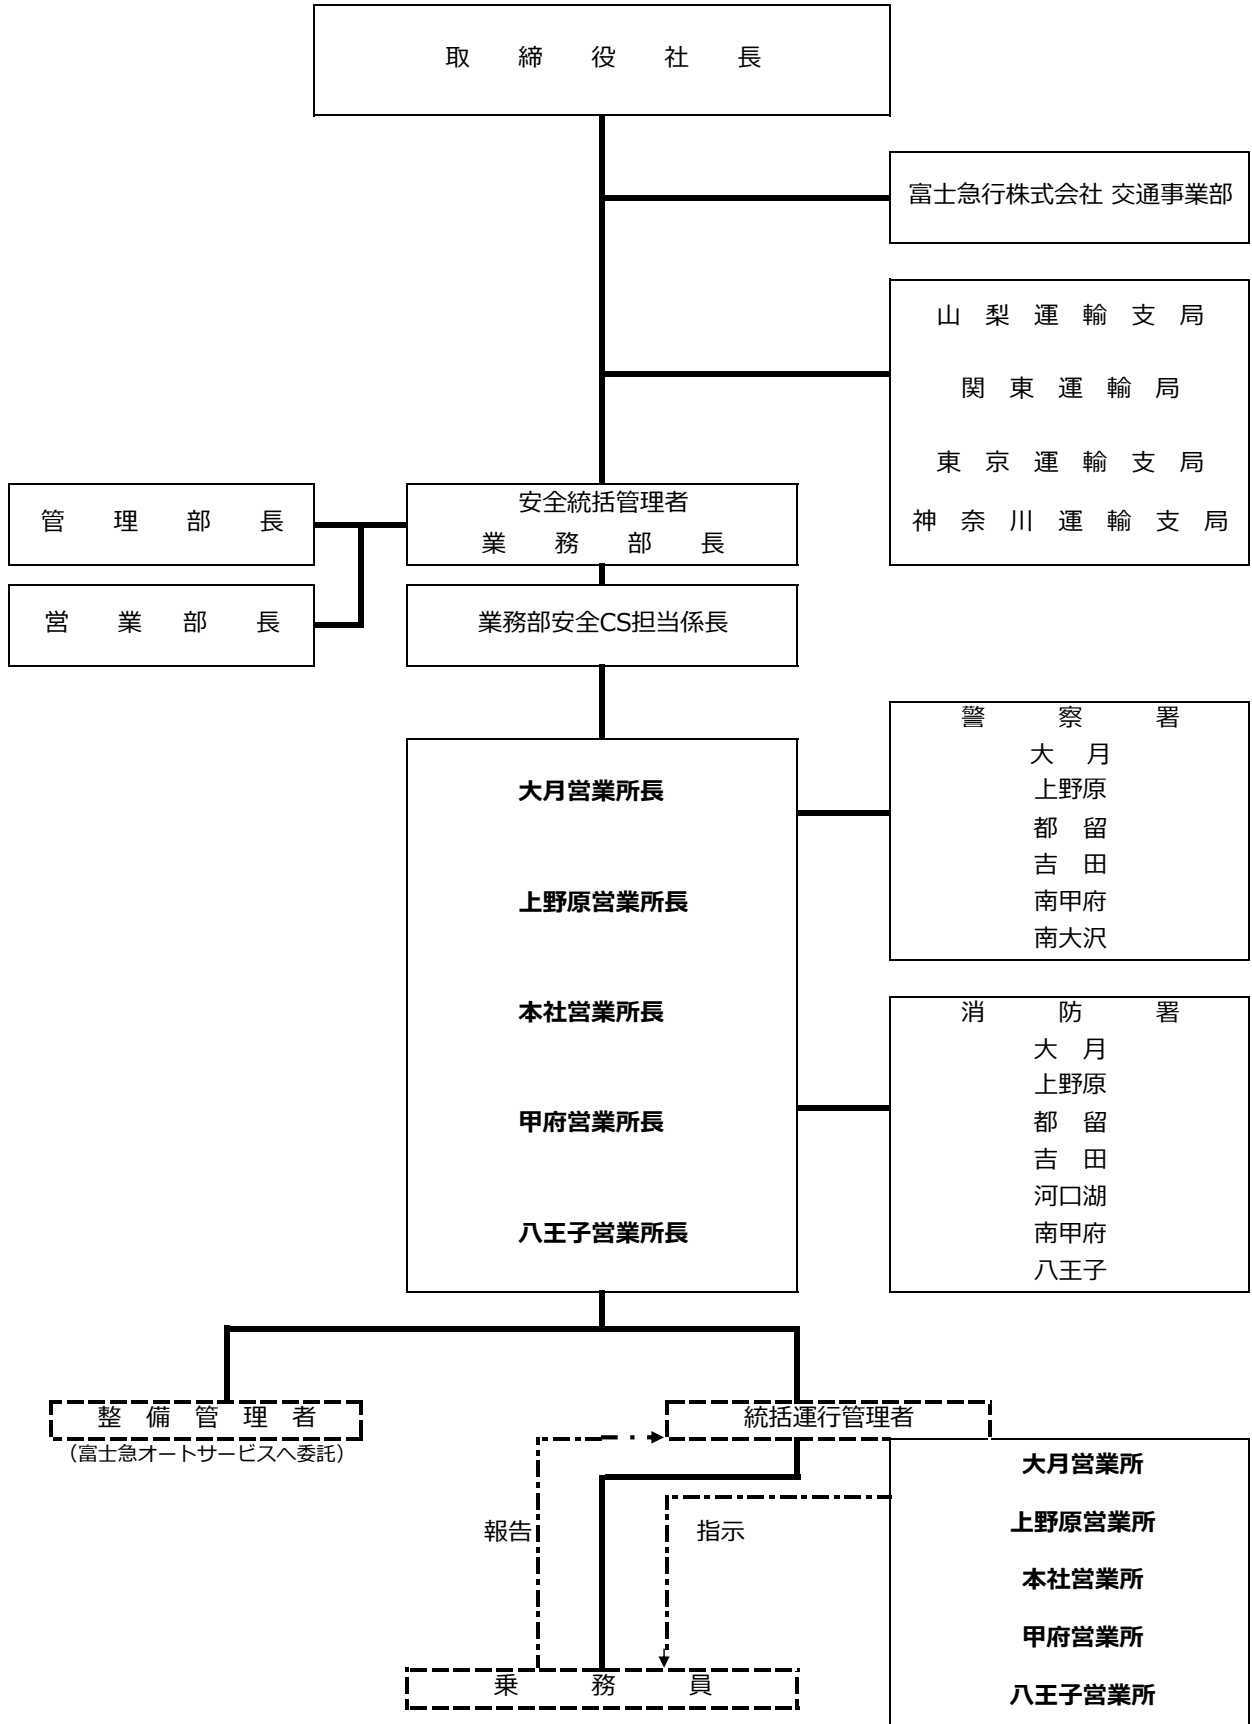 取締役社長
富士急行株式会社 交通事業部
山梨運輸支局
関東運輸局
東京運輸支局
神奈川運輸支局
安全統括管理者
業務部長
管理部長
営業部長
業務部安全CS担当係長
大月営業所長
上野原営業所長
本社営業所長
甲府営業所長
八王子営業所長
警察署
大月
上野原
都留
吉田
南甲府
南大沢
消防署
大月
上野原
都留
吉田
河口湖
南甲府
八王子
整備管理者
（富士急オートサービスへ委託）
統括運行管理者
大月営業所
上野原営業所
本社営業所
甲府営業所
八王子営業所
報告
指示
乗務員